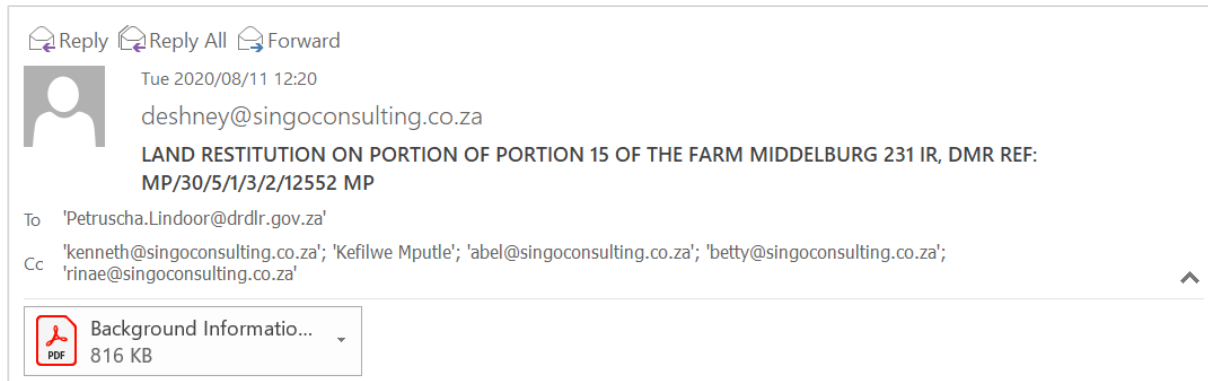 Reply Reply All Forward
Tue 2020/08/11 12:20
deshney@singoconsulting.co.za
LAND RESTITUTION ON PORTION OF PORTION 15 OF THE FARM MIDDELBURG 231 IR, DMR REF:
MP/30/5/1/3/2/12552 MP
To 'Petruscha.Lindoor@drdlr.gov.za'
Cc 'kenneth@singoconsulting.co.za'; 'Kefilwe Mputle'; 'abel@singoconsulting.co.za'; 'betty@singoconsulting.co.za';
'rinae@singoconsulting.co.za'
Background Informatio...
PDF
816 KB